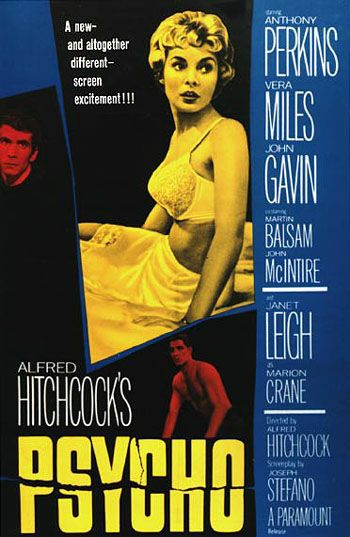 A new—
and altogether
different—
screen
excitement!!!
starring
ANTHONY
PERKINS
VERA
MILES
JOHN
GAVIN
co-starring
MARTIN
BALSAM
JOHN
McINTIRE
and
JANET
LEIGH
as
MARION
CRANE
Directed by
ALFRED
HITCHCOCK
Screenplay by
JOSEPH
STEFANO
A PARAMOUNT
Release
ALFRED
HITCHCOCK'S
PSYCHO